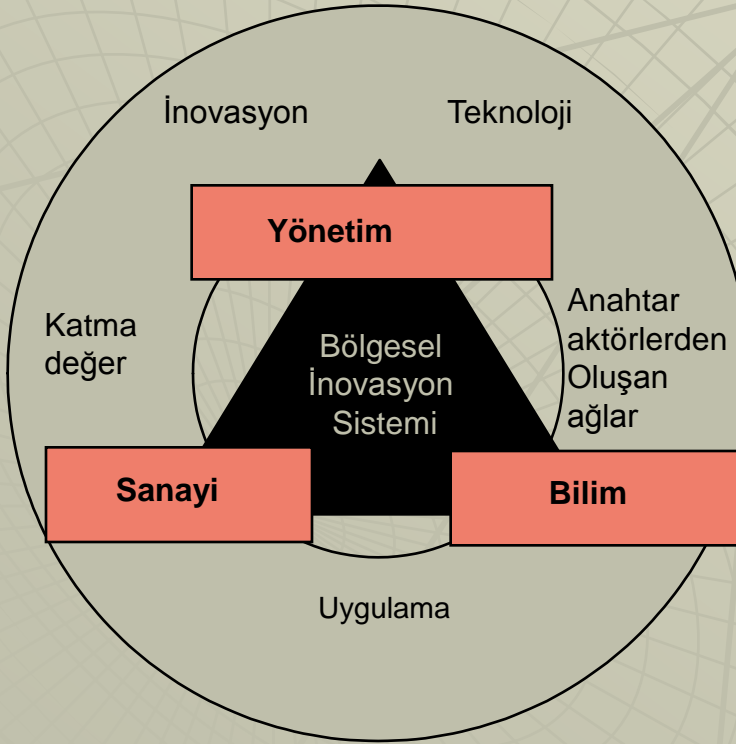 İnovasyon
Teknoloji
Yönetim
Katma
değer
Bölgesel
İnovasyon
Sistemi
Anahtar
aktörlerden
Oluşan
ağlar
Sanayi
Bilim
Uygulama